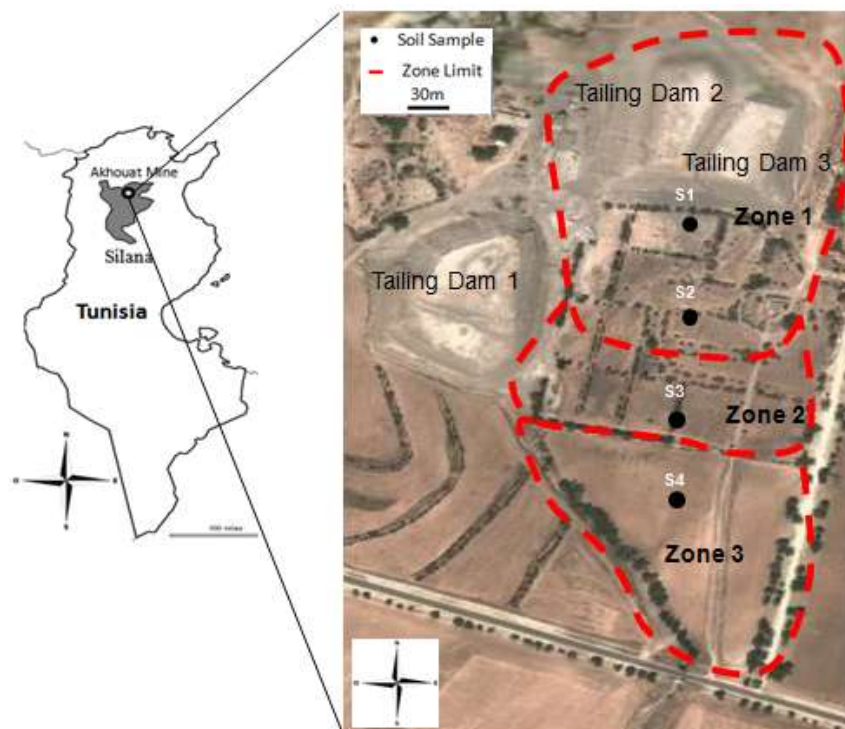 Akhouat Mine
Silana
Tunisia
N
S
Soil Sample
Zone Limit
30m
Tailing Dam 2
Tailing Dam 3
S1
Zone 1
Tailing Dam 1
S2
S3
Zone 2
S4
Zone 3